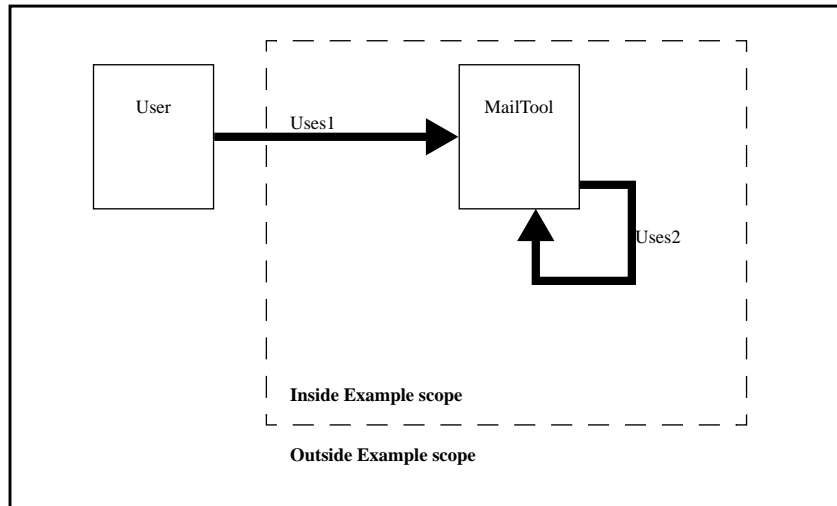 User
MailTool
Uses1
Uses2
Inside Example scope
Outside Example scope